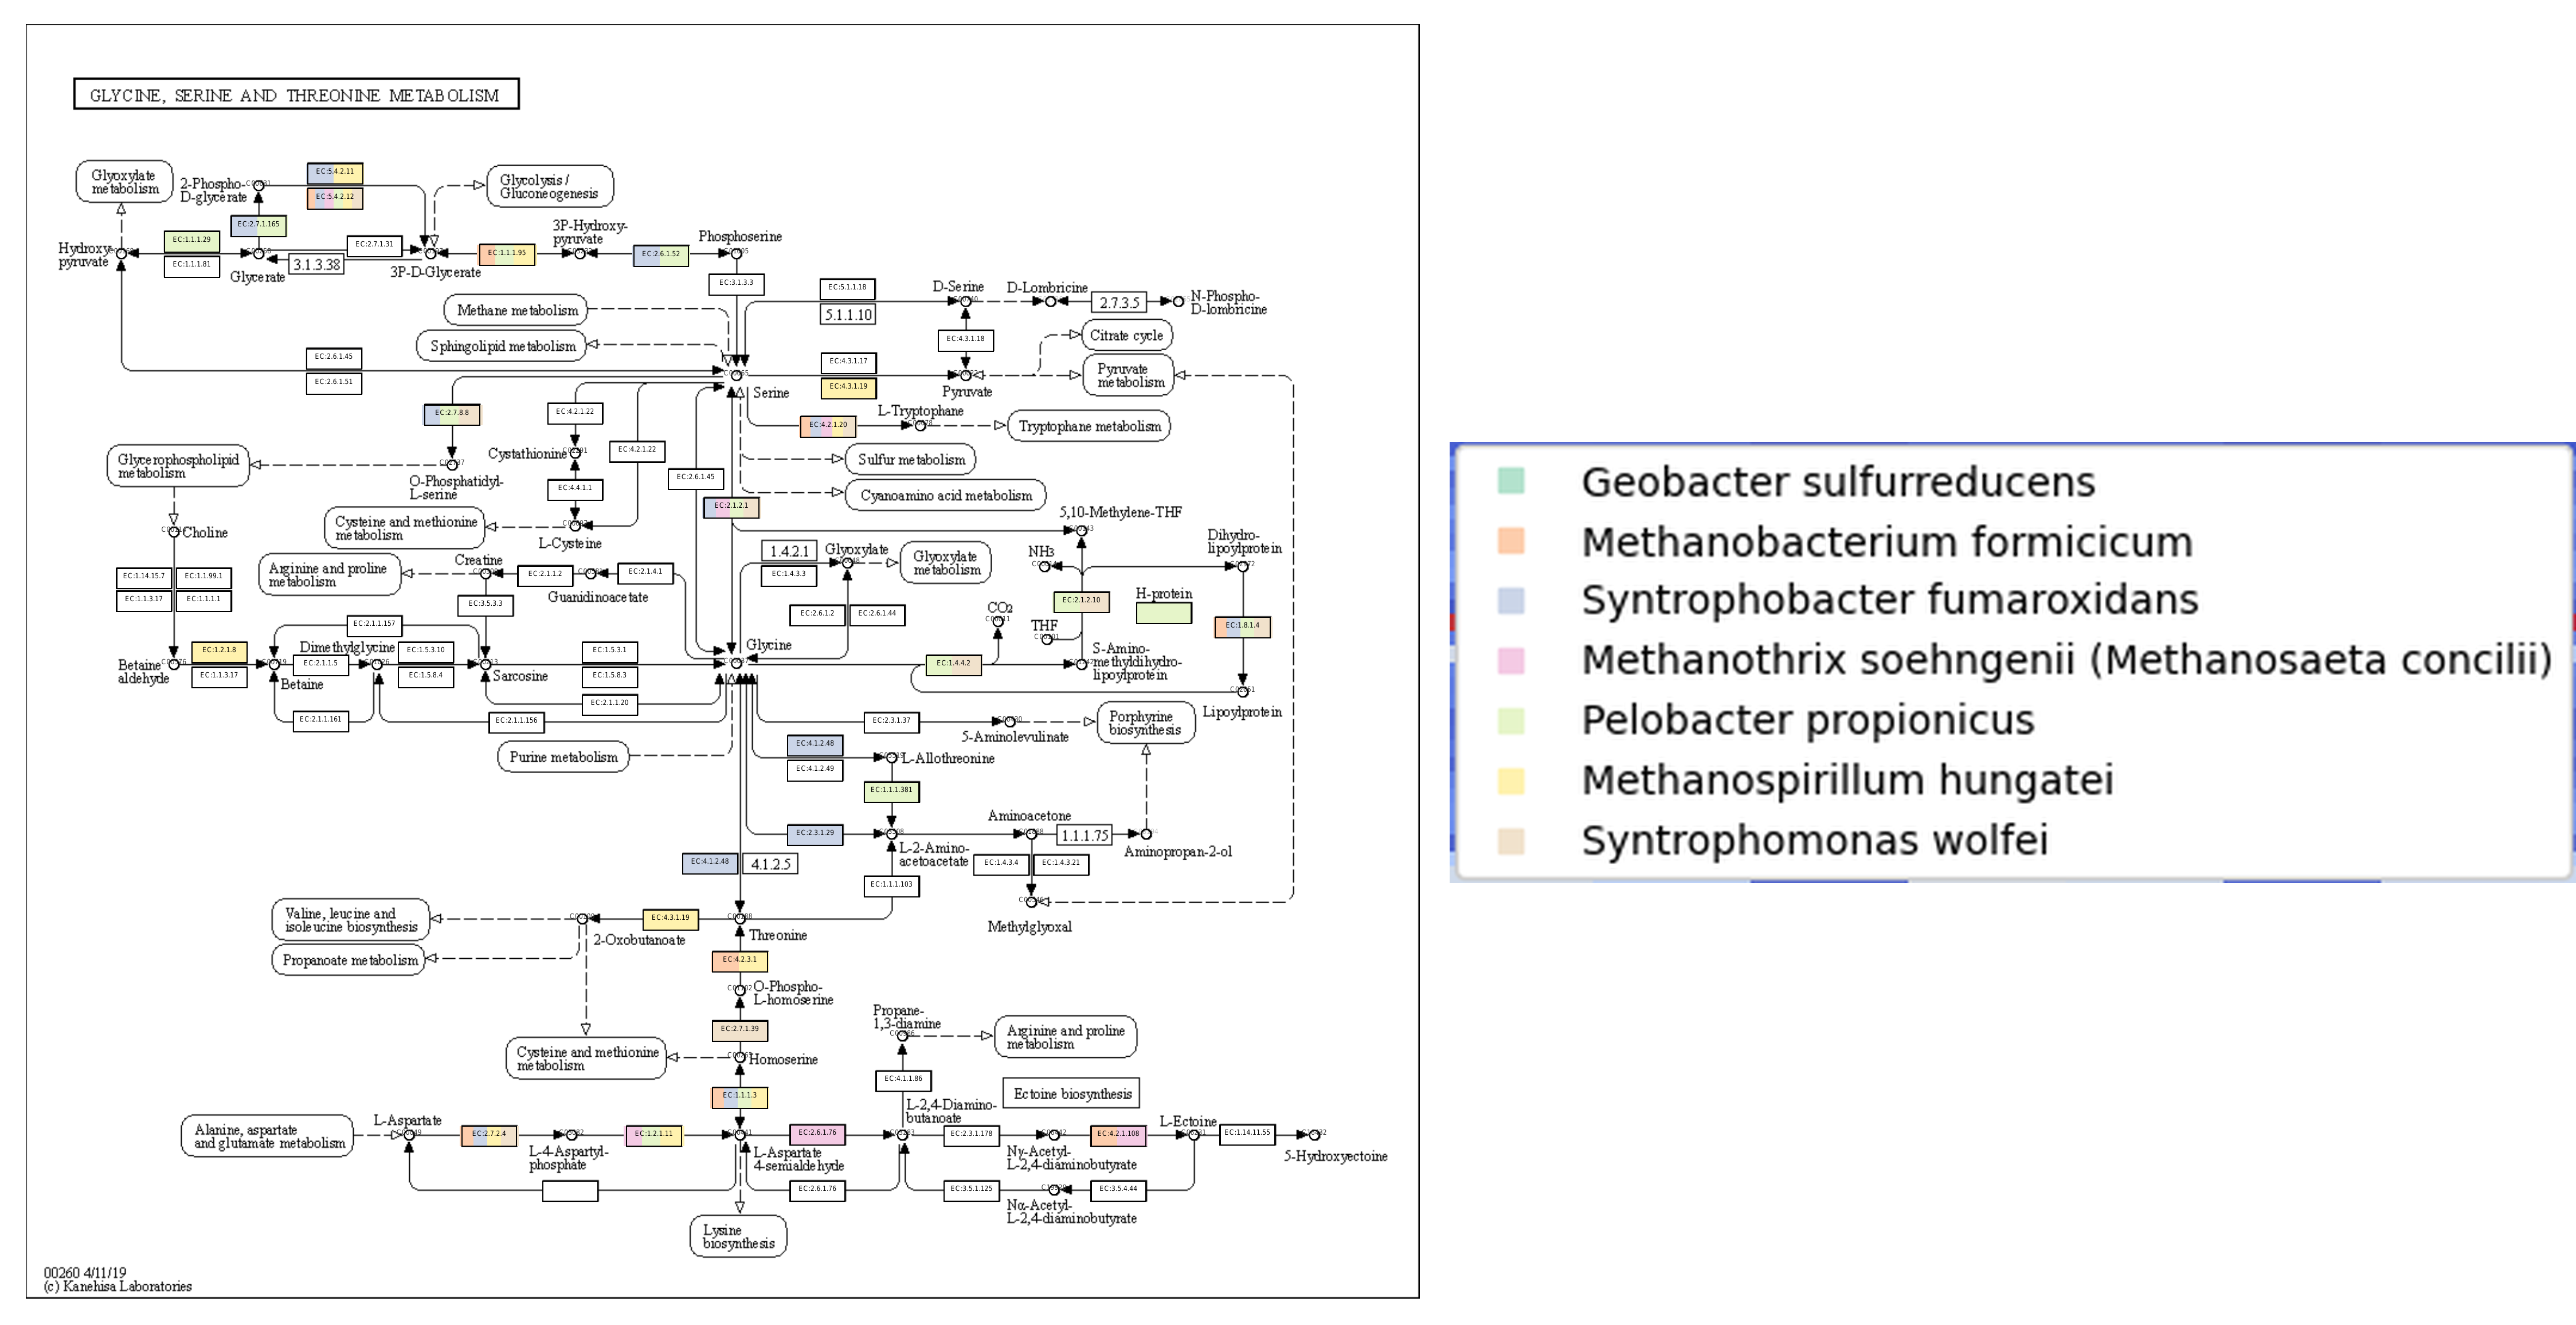 GLYCINE, SERINE AND THREONINE METABOLISM
Glyoxylate
metabolism
2-Phospho-
D-glycerate
EC:5.4.2.11
EC:5.4.2.12
Glycolysis /
Gluconeogenesis
EC:2.7.1.165
Hydroxy-
pyruvate
EC:1.1.1.29
EC:1.1.1.81
Glycerate
EC:2.7.1.31
3.1.3.38
3P-D-Glycerate
EC:1.1.1.95
3P-Hydroxy-
pyruvate
EC:2.6.1.52
Phosphoserine
EC:3.1.3.3
Methane metabolism
Sphingolipid metabolism
EC:5.1.1.18
5.1.1.10
D-Serine
D-Lombricine
2.7.3.5
N-Phospho-
D-lombricine
EC:4.3.1.18
Citrate cycle
EC:2.6.1.45
EC:2.6.1.51
EC:4.3.1.17
EC:4.3.1.19
Serine
Pyruvate
Pyruvate
metabolism
EC:2.7.8.8
EC:4.2.1.22
EC:4.2.1.22
EC:4.2.1.20
L-Tryptophane
Tryptophane metabolism
Glycerophospholipid
metabolism
O-Phosphatidyl-
L-serine
Cystathionine
EC:4.4.1.1
EC:2.6.1.45
Sulfur metabolism
Cyanoamino acid metabolism
EC:2.1.2.1
Choline
Cysteine and methionine
metabolism
L-Cysteine
5,10-Methylene-THF
Dihydro-
lipoylprotein
Arginine and proline
metabolism
Creatine
EC:2.1.1.2
EC:2.1.4.1
Guanidinoacetate
1.4.2.1
EC:1.4.3.3
Glyoxylate
Glyoxylate
metabolism
NH3
EC:1.14.15.7
EC:1.1.99.1
EC:1.1.3.17
EC:1.1.1.1
EC:3.5.3.3
EC:2.6.1.2
EC:2.6.1.44
CO2
THF
EC:2.1.2.10
H-protein
EC:1.8.1.4
EC:2.1.1.157
Betaine
aldehyde
EC:1.2.1.8
EC:1.1.3.17
Betaine
EC:2.1.1.5
Dimethylglycine
EC:1.5.3.10
EC:1.5.8.4
Sarcosine
EC:1.5.3.1
EC:1.5.8.3
EC:2.1.1.20
Glycine
EC:1.4.4.2
S-Amino-
methyldihydro-
lipoylprotein
Lipoylprotein
EC:2.1.1.161
EC:2.1.1.156
EC:2.3.1.37
5-Aminolevulinate
Porphyrine
biosynthesis
Purine metabolism
EC:4.1.2.48
EC:4.1.2.49
L-Allothreonine
EC:1.1.1.381
EC:2.3.1.29
L-2-Amino-
acetoacetate
Aminoacetone
1.1.1.75
Aminopropan-2-ol
EC:4.1.2.48
4.1.2.5
EC:1.1.1.103
EC:1.4.3.4
EC:1.4.3.21
Methylglyoxal
Valine, leucine and
isoleucine biosynthesis
2-Oxobutanoate
EC:4.3.1.19
Threonine
Propanoate metabolism
EC:4.2.3.1
O-Phospho-
L-homoserine
EC:2.7.1.39
Cysteine and methionine
metabolism
Homoserine
Propane-
1,3-diamine
Arginine and proline
metabolism
EC:4.1.1.86
Ectoine biosynthesis
EC:1.1.1.3
Alanine, aspartate
and glutamate metabolism
L-Aspartate
EC:2.7.2.4
L-4-Aspartyl-
phosphate
EC:1.2.1.11
L-Aspartate
4-semialdehyde
EC:2.6.1.76
L-2,4-Diamino-
butanoate
EC:2.3.1.178
Nγ-Acetyl-
L-2,4-diaminobutyrate
EC:4.2.1.108
L-Ectoine
EC:1.14.11.55
5-Hydroxyectoine
EC:2.6.1.76
EC:3.5.1.125
Nα-Acetyl-
L-2,4-diaminobutyrate
EC:3.5.4.44
Lysine
biosynthesis
00260 4/11/19
(c) Kanehisa Laboratories
Geobacter sulfurreducens
Methanobacterium formicicum
Syntrophobacter fumaroxidans
Methanothrix soehngenii (Methanosaeta concilii)
Pelobacter propionicus
Methanospirillum hungatei
Syntrophomonas wolfei